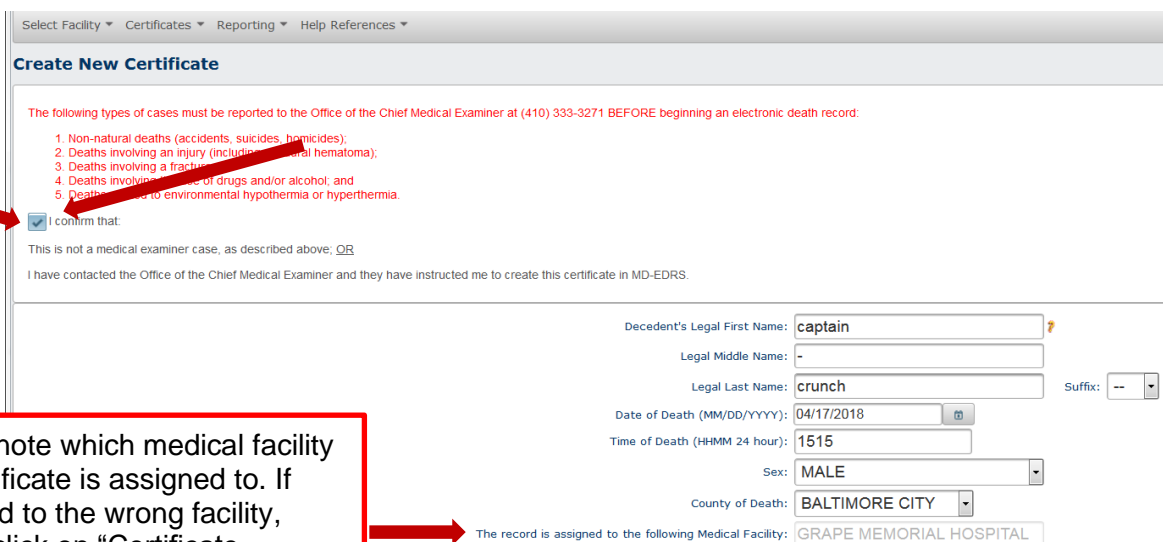 Select Facility Certificates Reporting Help References
Create New Certificate
The following types of cases must be reported to the Office of the Chief Medical Examiner at (410) 333-3271 BEFORE beginning an electronic death record:
1. Non-natural deaths (accidents, suicides, homicides);
2. Deaths involving an injury (including hematoma);
3. Deaths involving a
4. Deaths involving of drugs and/or alcohol; and
5. to environmental hypothermia or hyperthermia.
I confirm that:
This is not a medical examiner case, as described above; OR
I have contacted the Office of the Chief Medical Examiner and they have instructed me to create this certificate in MD-EDRS.
Decedent's Legal First Name: captain
Legal Middle Name: -
Legal Last Name: crunch Suffix: --
Date of Death (MM/DD/YYYY): 04/17/2018
Time of Death (HHMM 24 hour): 1515
Sex: MALE
County of Death: BALTIMORE CITY
The record is assigned to the following Medical Facility: GRAPE MEMORIAL HOSPITAL
note which medical facility
is assigned to. If
to the wrong facility,
click on “Certificate